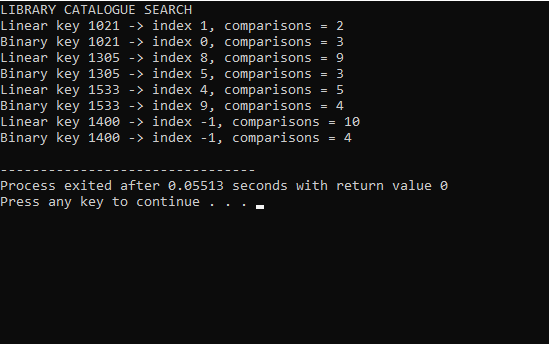 LIBRARY CATALOGUE SEARCH
Linear key 1021 -> index 1, comparisons = 2
Binary key 1021 -> index 0, comparisons = 3
Linear key 1305 -> index 8, comparisons = 9
Binary key 1305 -> index 5, comparisons = 3
Linear key 1533 -> index 4, comparisons = 5
Binary key 1533 -> index 9, comparisons = 4
Linear key 1400 -> index -1, comparisons = 10
Binary key 1400 -> index -1, comparisons = 4
--------------------------------
Process exited after 0.05513 seconds with return value 0
Press any key to continue . . .